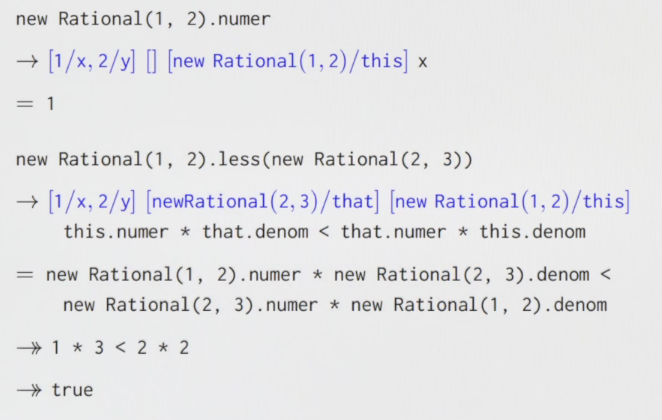 new Rational(1, 2).numer
→ [1/x, 2/y] [] [new Rational(1,2)/this] x
= 1
new Rational(1, 2).less(new Rational(2, 3))
→ [1/x, 2/y] [newRational(2,3)/that] [new Rational(1,2)/this]
this.numer * that.denom < that.numer * this.denom
= new Rational(1, 2).numer * new Rational(2, 3).denom <
new Rational(2, 3).numer * new Rational(1, 2).denom
↠ 1 * 3 < 2 * 2
↠ true